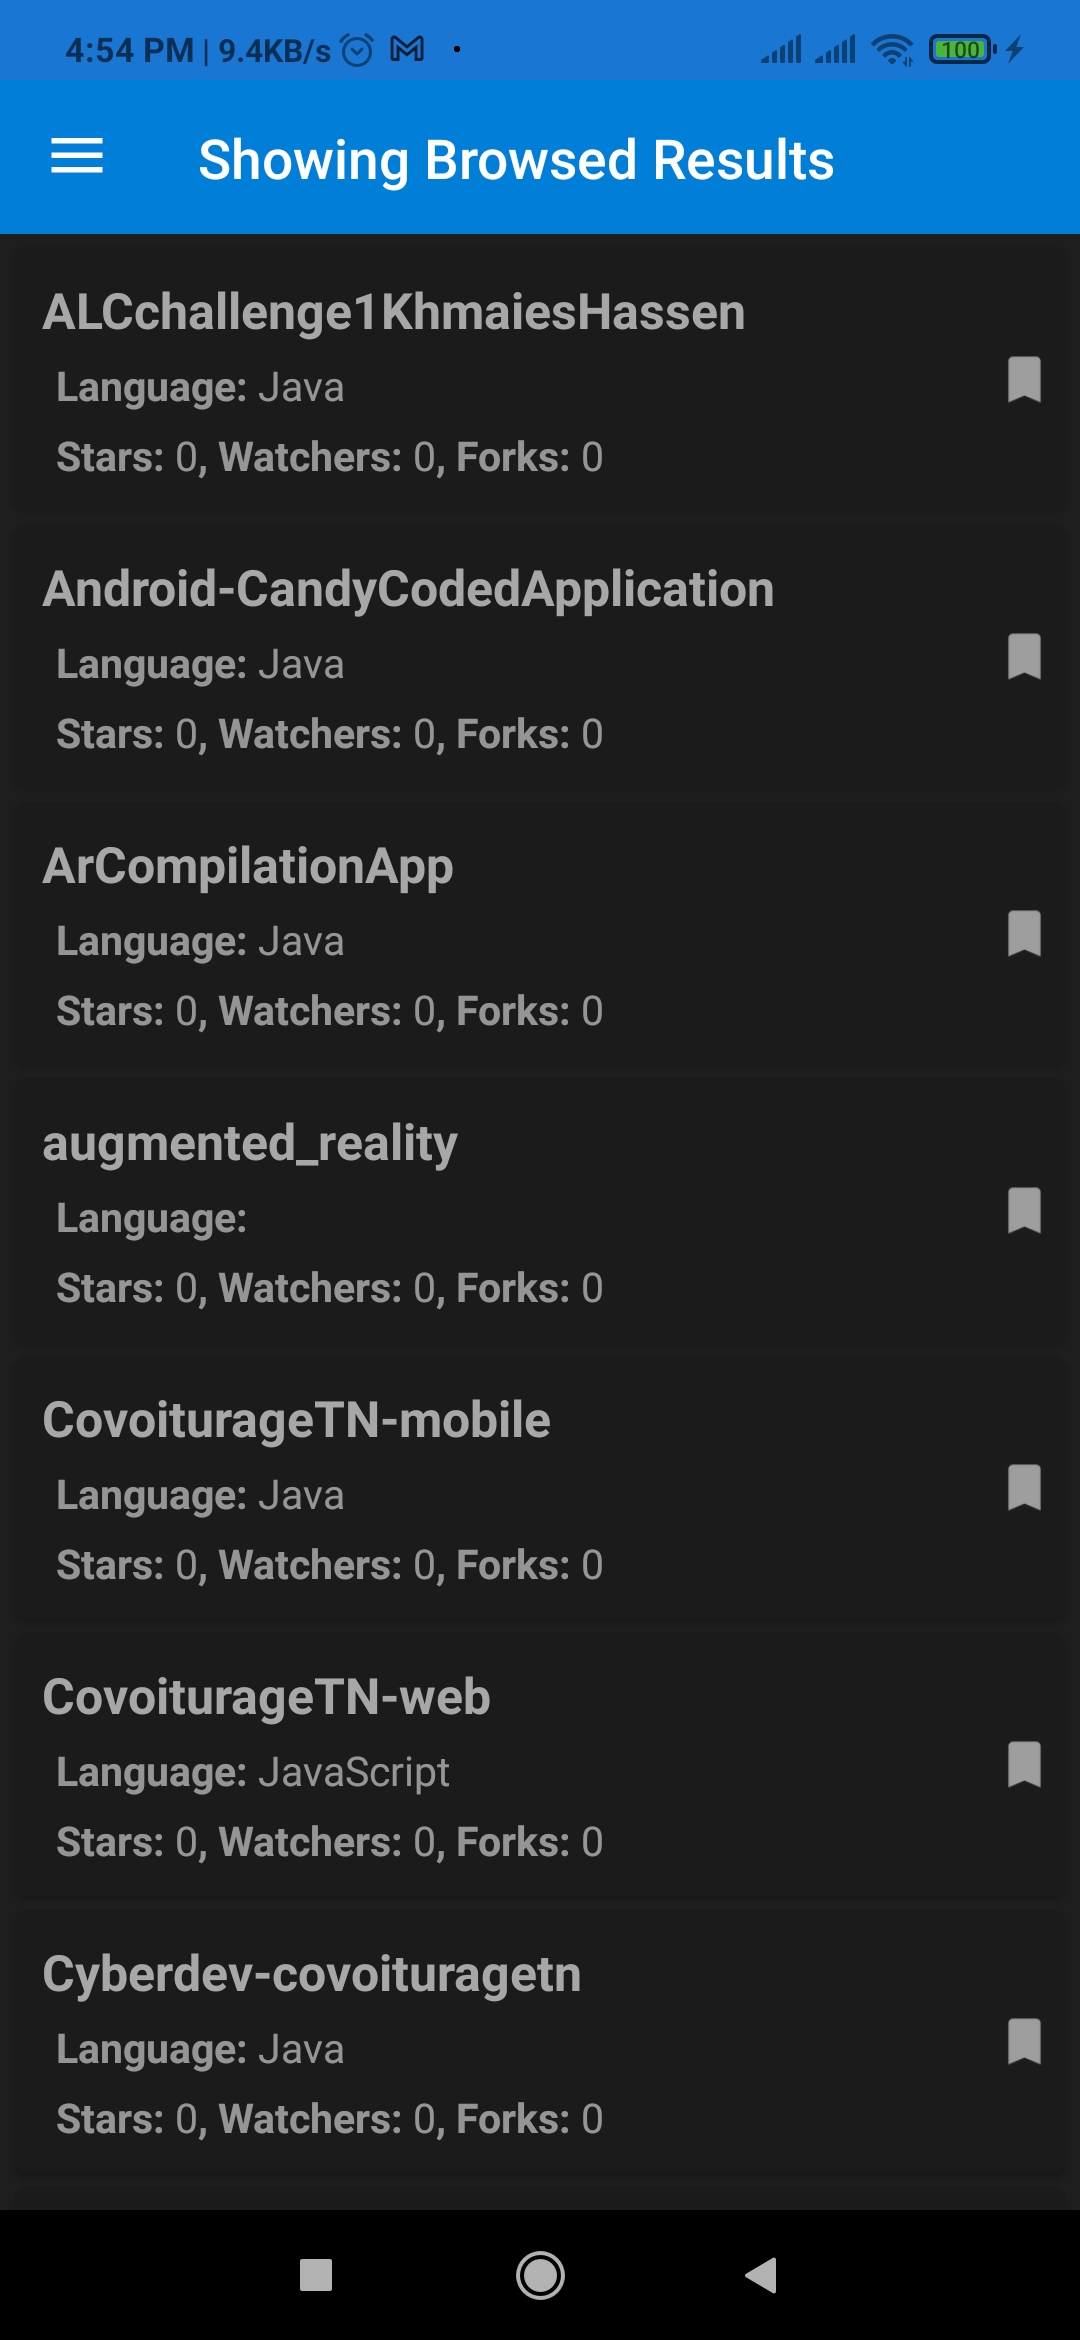 4:54 PM | 9.4KB/s 100
Showing Browsed Results
ALCchallenge1KhmaiesHassen
Language: Java
Stars: 0, Watchers: 0, Forks: 0
Android-CandyCodedApplication
Language: Java
Stars: 0, Watchers: 0, Forks: 0
ArCompilationApp
Language: Java
Stars: 0, Watchers: 0, Forks: 0
augmented_reality
Language:
Stars: 0, Watchers: 0, Forks: 0
CovoiturageTN-mobile
Language: Java
Stars: 0, Watchers: 0, Forks: 0
CovoiturageTN-web
Language: JavaScript
Stars: 0, Watchers: 0, Forks: 0
Cyberdev-covoituragetn
Language: Java
Stars: 0, Watchers: 0, Forks: 0